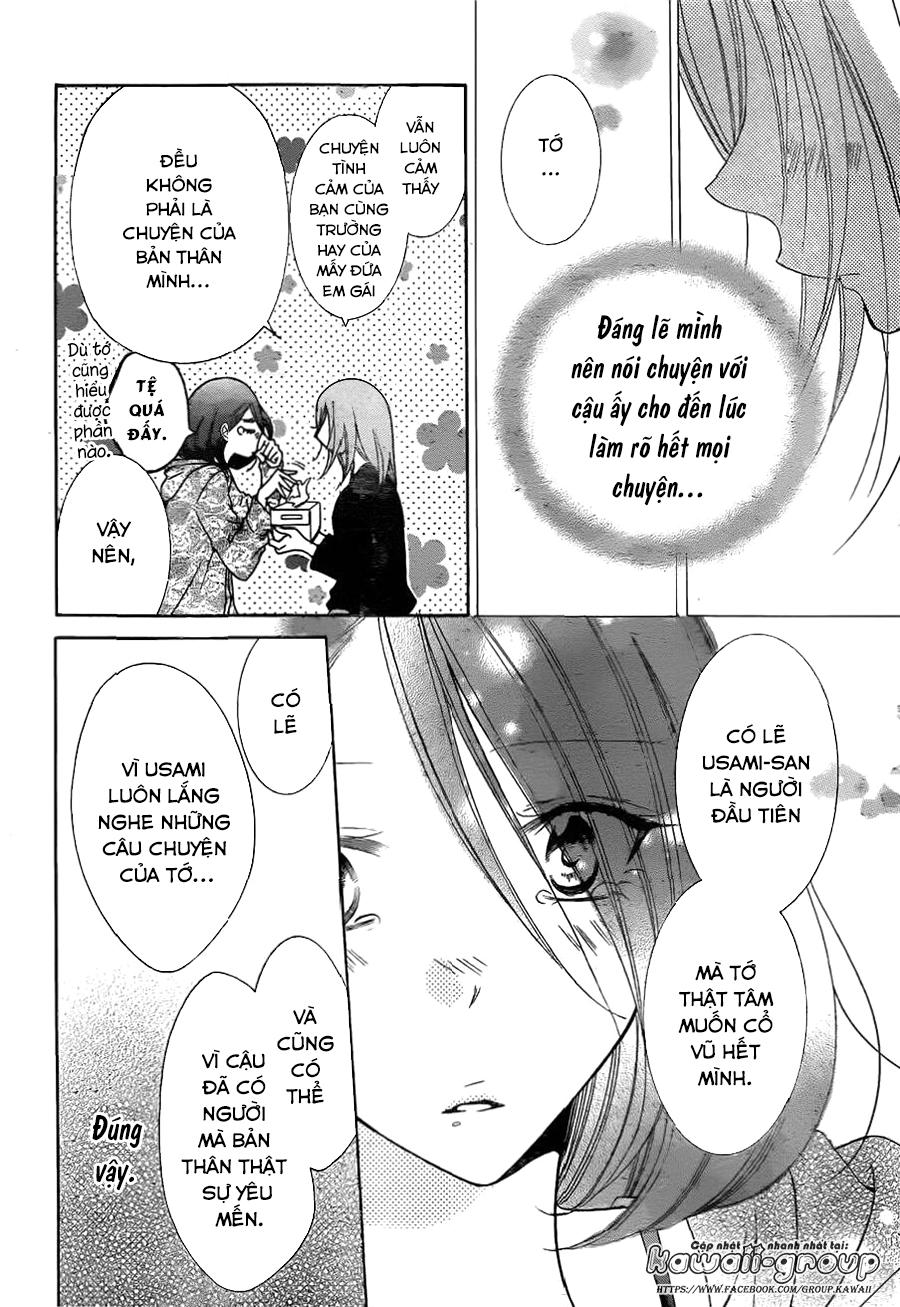 TỚ
...
Đáng lẽ mình
nên nói chuyện với
cậu ấy cho đến lúc
làm rõ hết mọi
chuyện...
VẪN
LUÔN
CẢM
THẤY
CHUYỆN
TÌNH
CẢM CỦA
BẠN CÙNG
TRƯỜNG
HAY CỦA
MẤY ĐỨA
EM GÁI
ĐỀU
KHÔNG
PHẢI LÀ
CHUYỆN CỦA
BẢN THÂN
MÌNH...
TỆ
QUÁ
ĐẤY.
Dù tớ
cũng
hiểu
được
phần
nào.
VẬY
NÊN,
CÓ LẼ
USAMI-SAN
LÀ NGƯỜI
ĐẦU TIÊN
MÀ TỚ
THẬT TÂM
MUỐN CỔ
VŨ HẾT
MÌNH.
CÓ
LẼ
VÌ USAMI
LUÔN LẮNG
NGHE NHỮNG
CÂU CHUYỆN
CỦA TỚ...
VÀ
CŨNG
CÓ
THỂ
VÌ CẬU
ĐÃ CÓ
NGƯỜI
MÀ BẢN
THÂN THẬT
SỰ YÊU
MẾN.
Đúng
vậy.
Cập nhật nhanh nhất tại:
kawaii-group
HTTPS://WWW.FACEBOOK.COM/GROUP.KAWAII